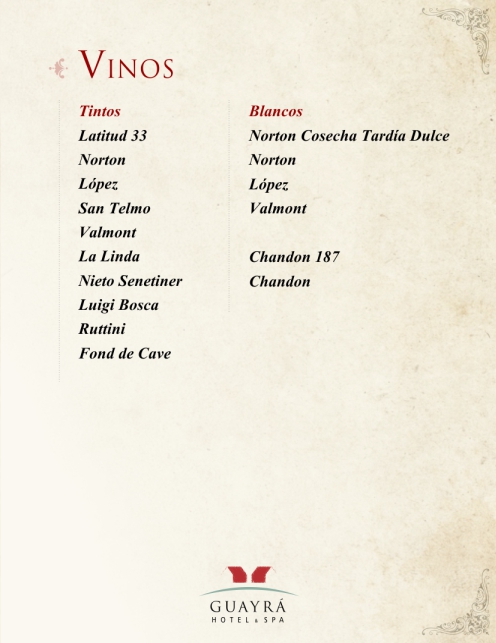 VINOS
Tintos
Latitud 33
Norton
López
San Telmo
Valmont
La Linda
Nieto Senetiner
Luigi Bosca
Ruttini
Fond de Cave
Blancos
Norton Cosecha Tardía Dulce
Norton
López
Valmont
Chandon 187
Chandon
GUAYRÁ
HOTEL & SPA